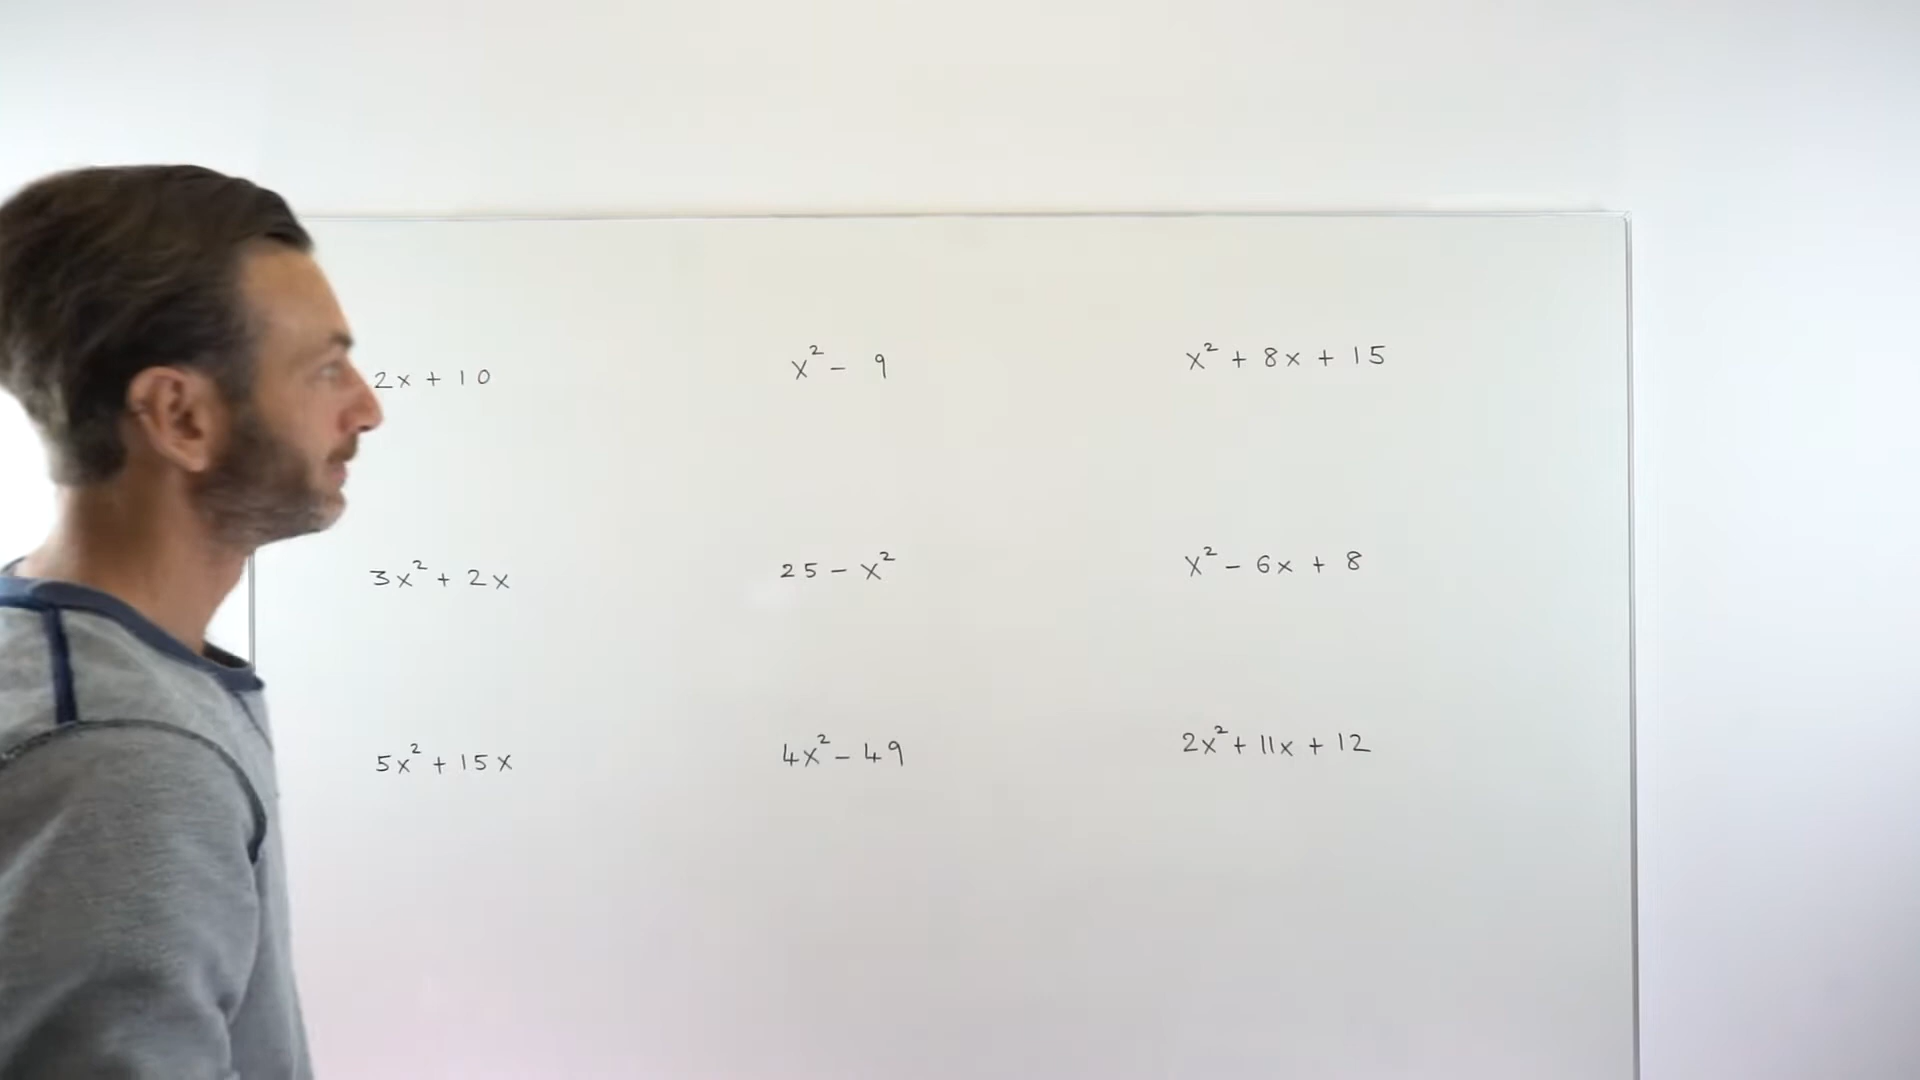 2x + 10
x² - 9
x² + 8x + 15
3x² + 2x
25 - x²
x² - 6x + 8
5x² + 15x
4x² - 49
2x² + 11x + 12